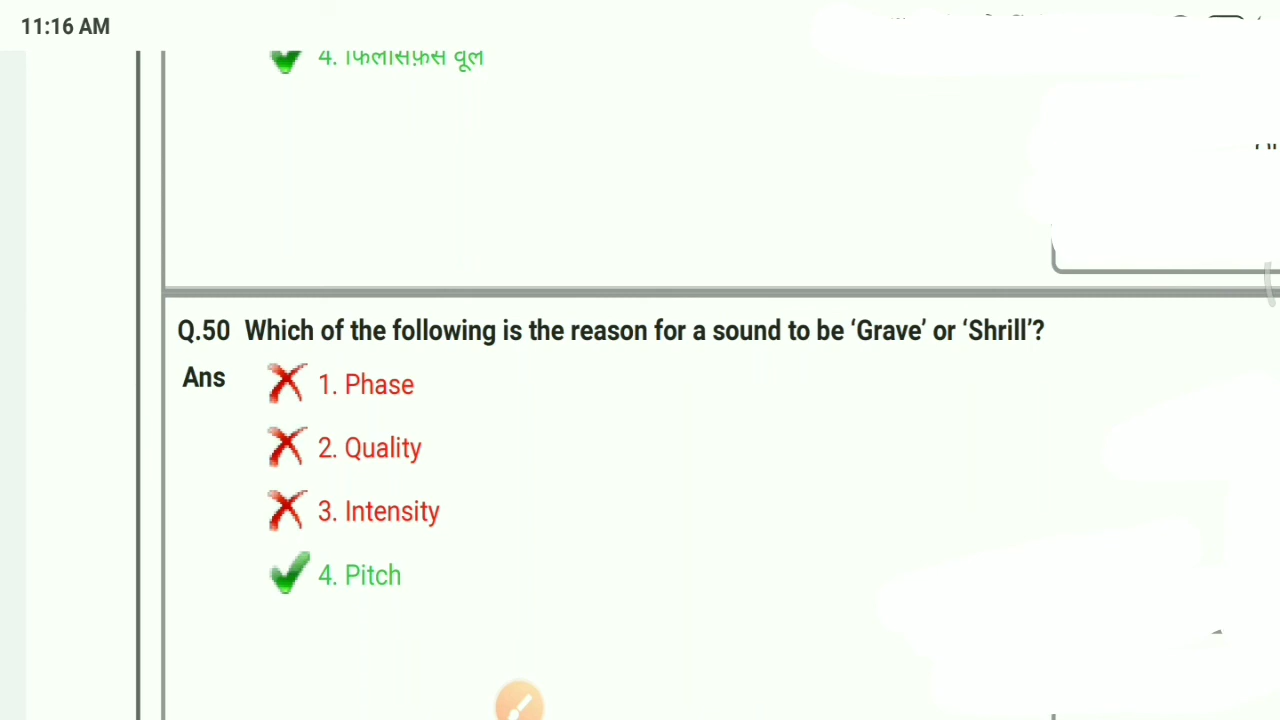 11:16 AM
4. फिलासफ़स वूल
Q.50 Which of the following is the reason for a sound to be ‘Grave’ or ‘Shrill’?
Ans
1. Phase
2. Quality
3. Intensity
4. Pitch